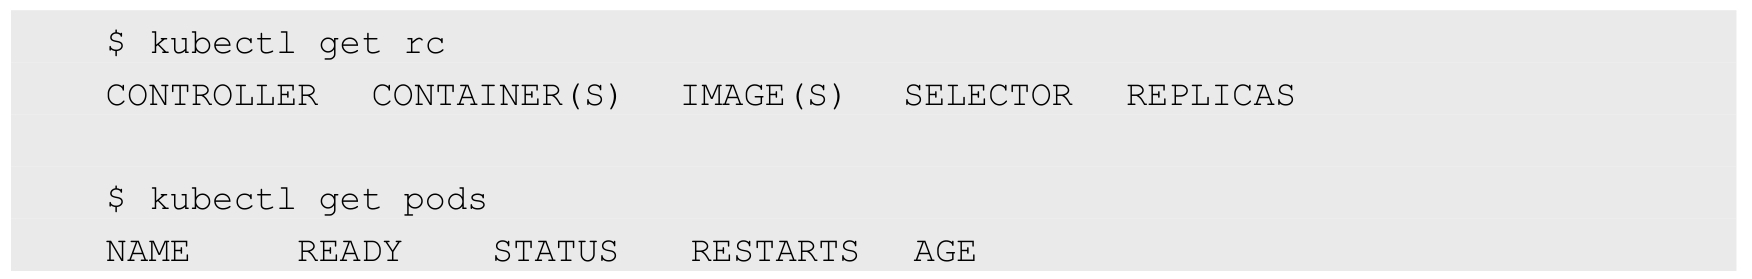 $ kubectl get rc
CONTROLLER CONTAINER(S) IMAGE(S) SELECTOR REPLICAS
$ kubectl get pods
NAME READY STATUS RESTARTS AGE